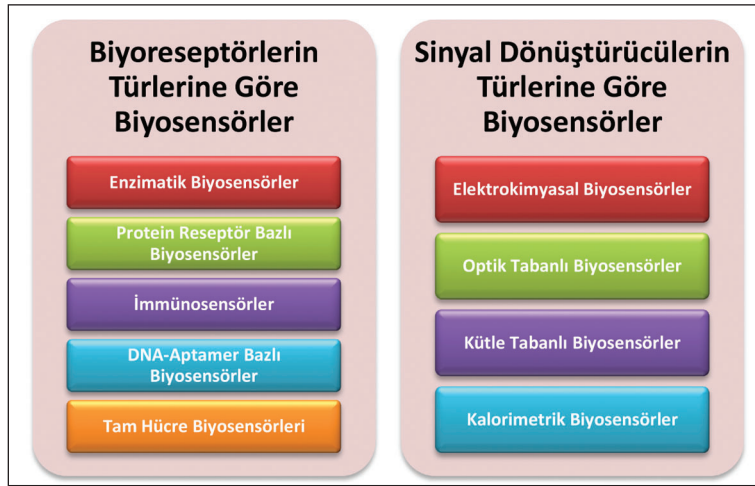 Biyoreseptörlerin
Türlerine Göre
Biyosensörler
Enzimatik Biyosensörler
Protein Reseptör Bazlı
Biyosensörler
İmmünosensörler
DNA-Aptamer Bazlı
Biyosensörler
Tam Hücre Biyosensörleri
Sinyal Dönüştürücülerin
Türlerine Göre
Biyosensörler
Elektrokimyasal Biyosensörler
Optik Tabanlı Biyosensörler
Kütle Tabanlı Biyosensörler
Kalorimetrik Biyosensörler